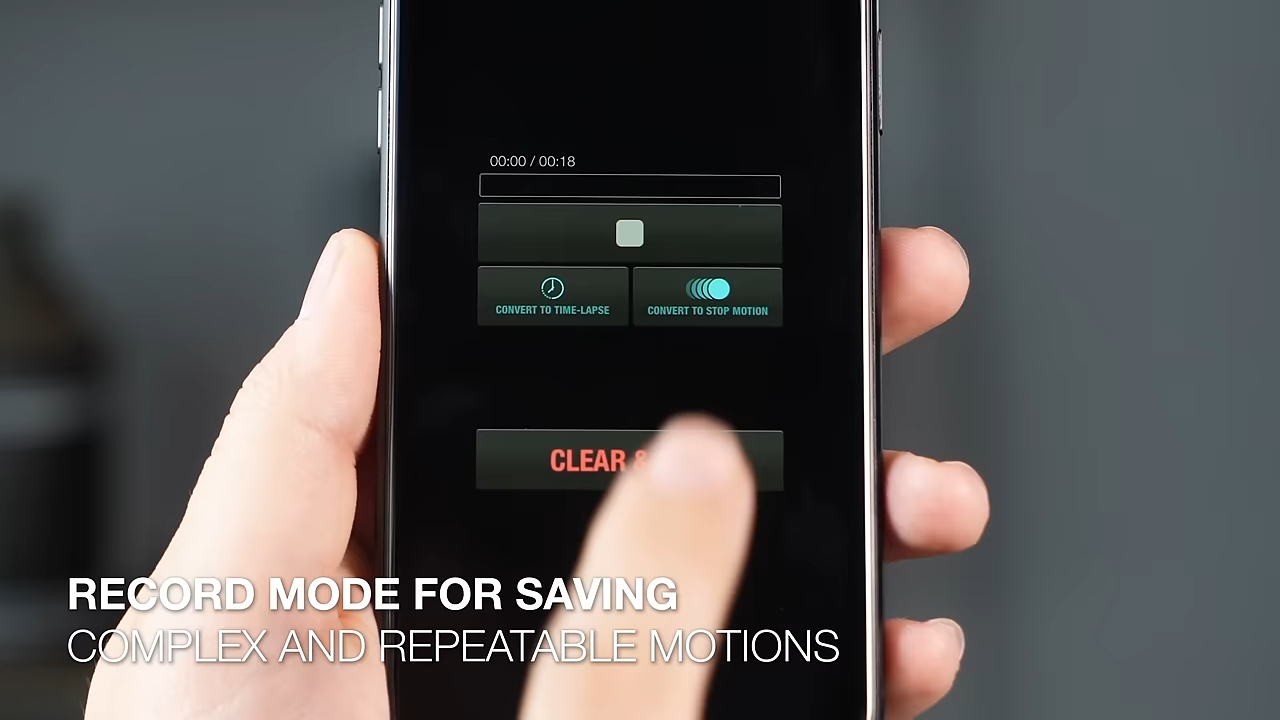 00:00 / 00:18
CONVERT TO TIME-LAPSE
CONVERT TO STOP MOTION
CLEAR &
RECORD MODE FOR SAVING
COMPLEX AND REPEATABLE MOTIONS